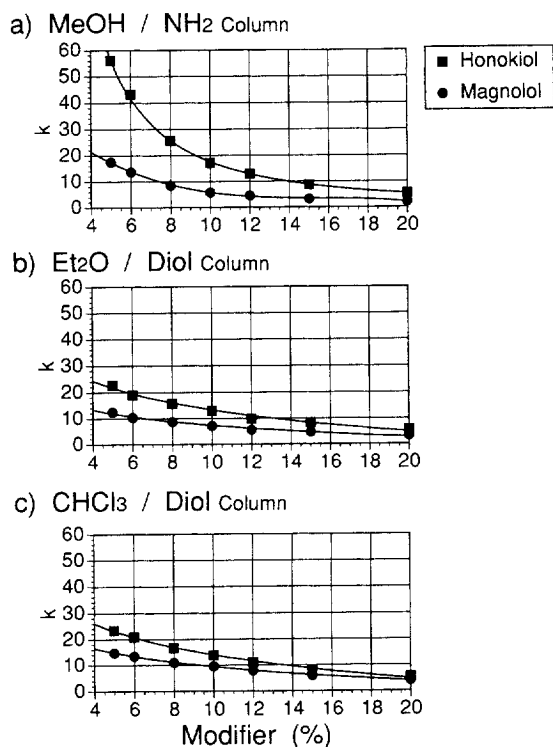 a) MeOH / NH2 Column
Honokiol
Magnolol
60
50
40
30
20
10
0
k
4 6 8 10 12 14 16 18 20
b) Et2O / Diol Column
60
50
40
30
20
10
0
k
4 6 8 10 12 14 16 18 20
c) CHCl3 / Diol Column
60
50
40
30
20
10
0
k
4 6 8 10 12 14 16 18 20
Modifier (%)